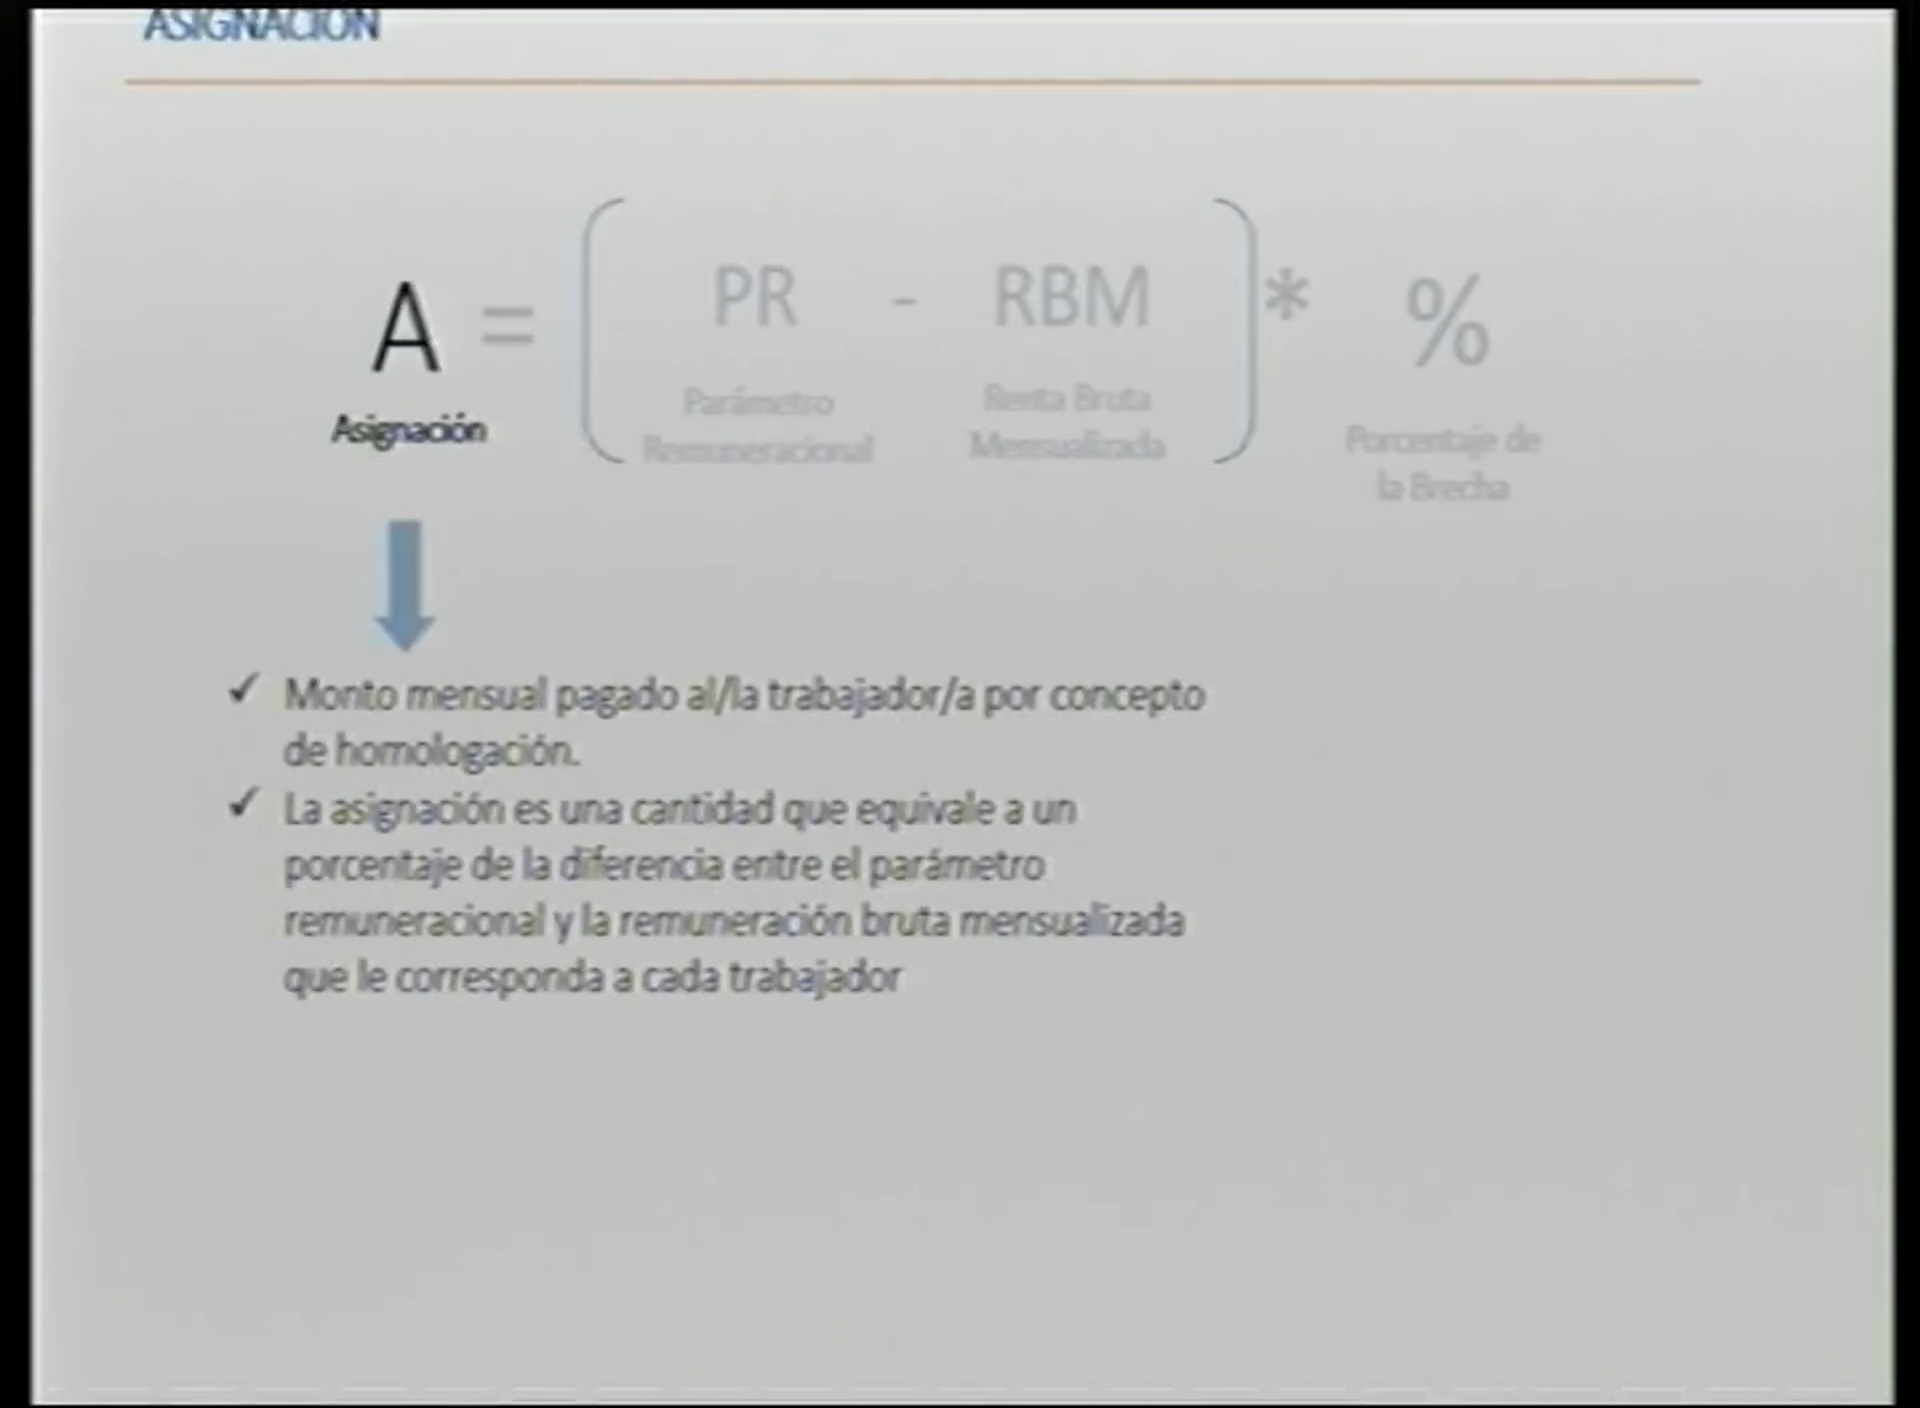 ASIGNACIÓN
A = ( PR - RBM ) * %
Asignación
Parámetro
Remuneracional
Renta Bruta
Mensualizada
Porcentaje de
la Brecha
✓ Monto mensual pagado al/la trabajador/a por concepto
de homologación.
✓ La asignación es una cantidad que equivale a un
porcentaje de la diferencia entre el parámetro
remuneracional y la remuneración bruta mensualizada
que le corresponda a cada trabajador